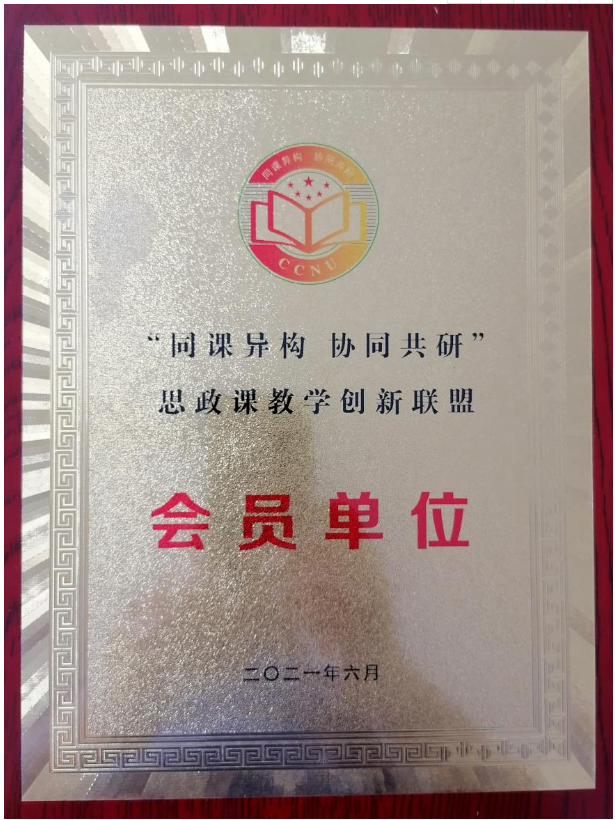 同课异构 协同共研
CCNU
“同课异构 协同共研”
思政课教学创新联盟
会员单位
二〇二一年六月